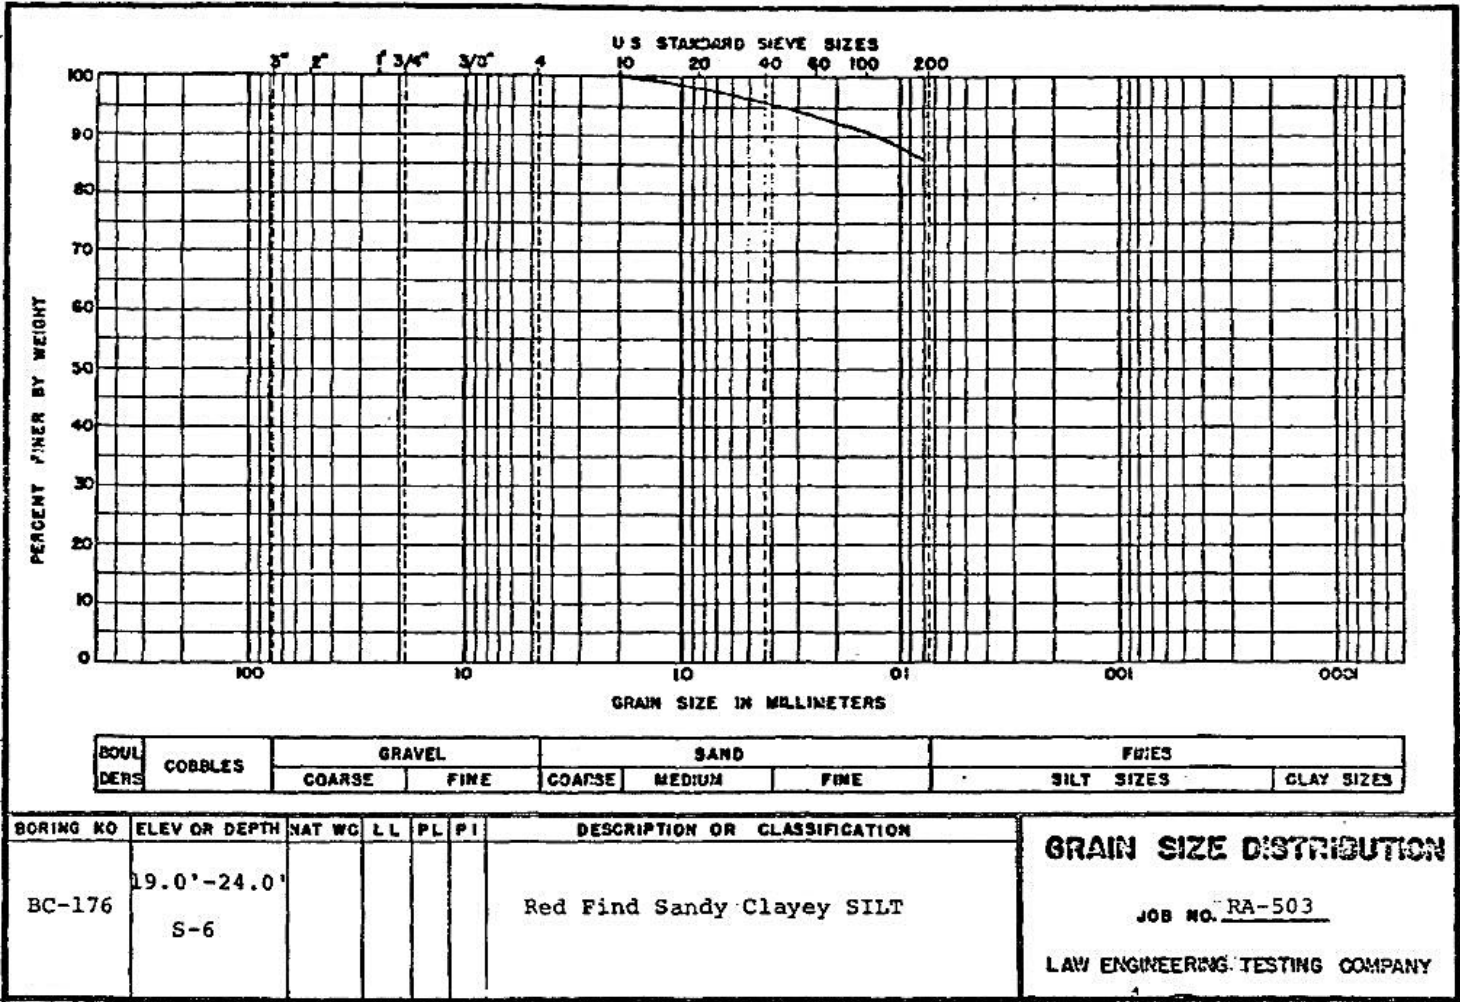 U S STANDARD SIEVE SIZES
3" 2" 1" 3/4" 3/8" 4 10 20 40 60 100 200
100
90
80
70
60
50
40
30
20
10
0
PERCENT FINER BY WEIGHT
100 10 1.0 .01 .001 .0001
GRAIN SIZE IN MILLIMETERS
BOUL DERS COBBLES GRAVEL SAND FINES
COARSE FINE COARSE MEDIUM FINE SILT SIZES CLAY SIZES
BORING NO ELEV OR DEPTH NAT WC LL PL PI DESCRIPTION OR CLASSIFICATION
BC-176 19.0'-24.0' Red Find Sandy Clayey SILT
S-6
GRAIN SIZE DISTRIBUTION
JOB NO. RA-503
LAW ENGINEERING TESTING COMPANY